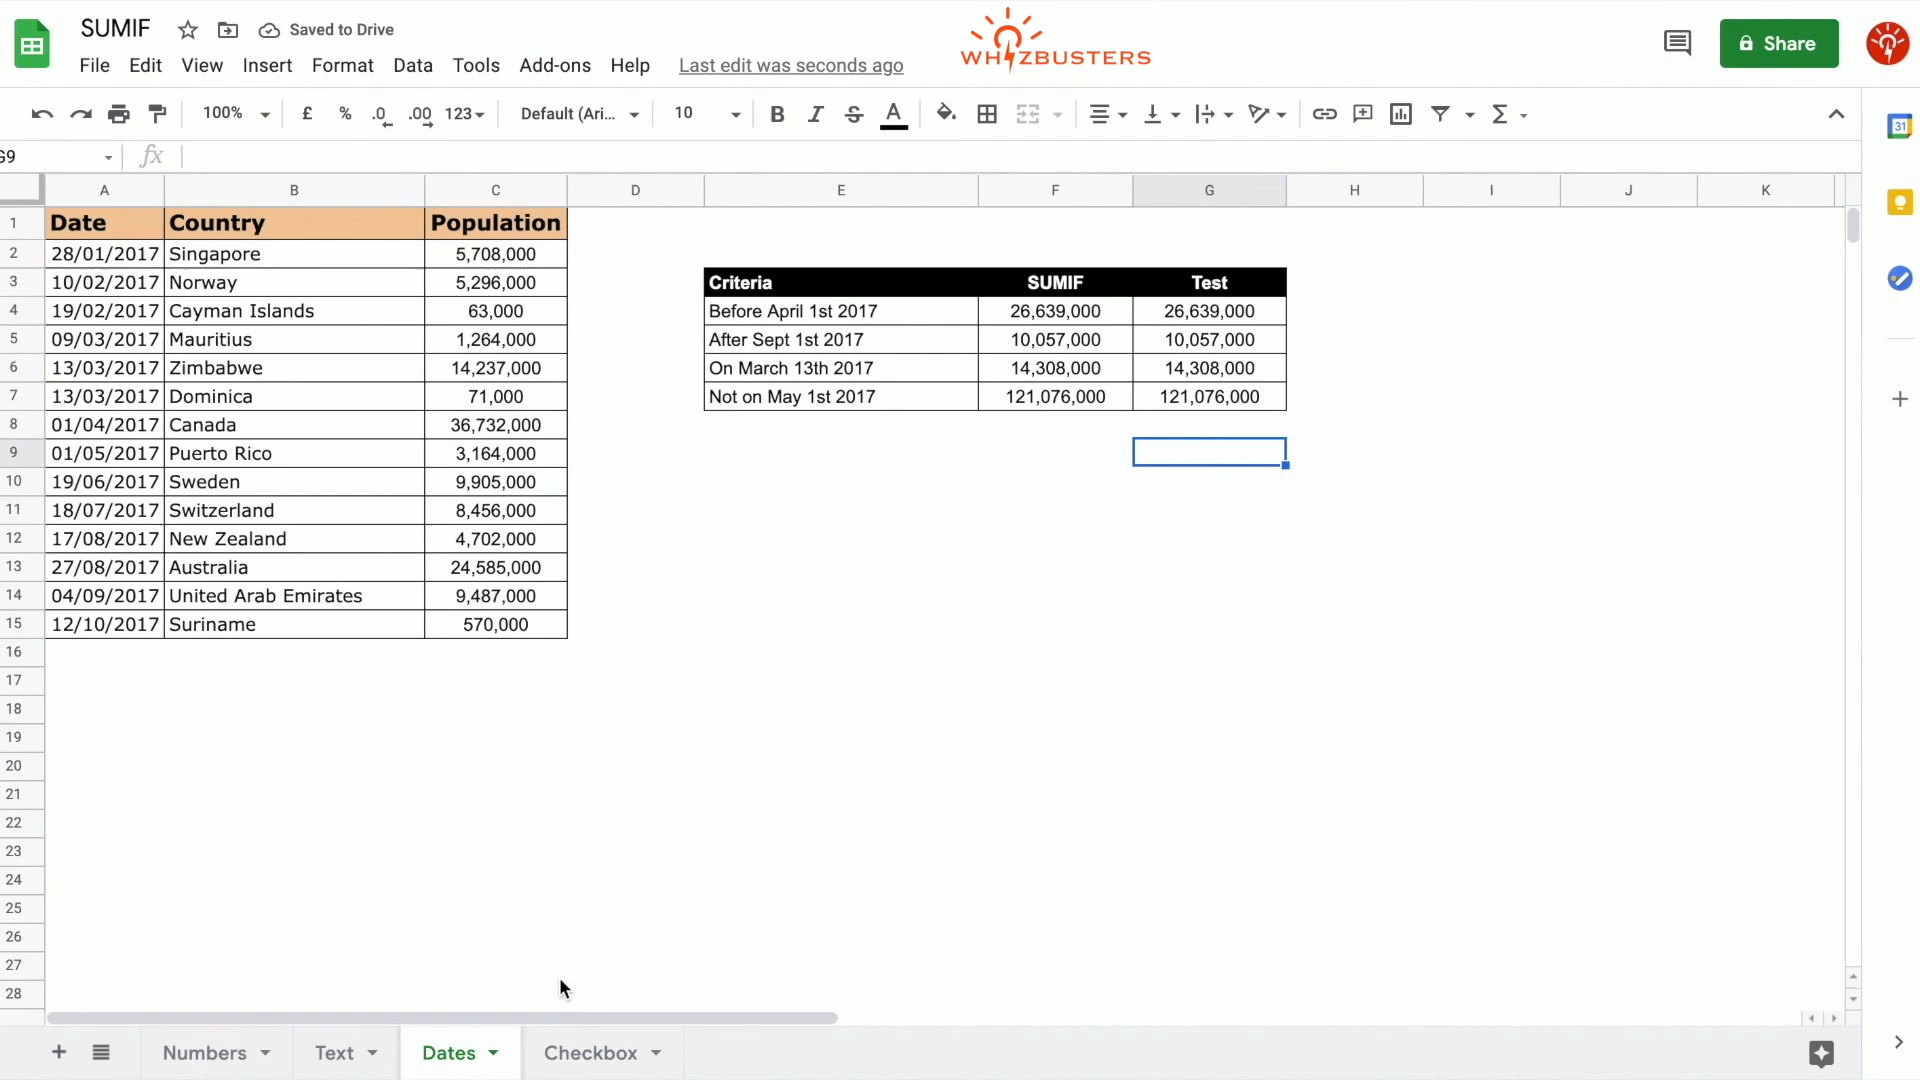 SUMIF
Saved to Drive
WHIZBUSTERS
Share
File Edit View Insert Format Data Tools Add-ons Help Last edit was seconds ago
100% £ % .0 .00 123 Default (Ari... 10 B I S A Σ
31
G9 fx
A B C D E F G H I J K
1 Date Country Population
2 28/01/2017 Singapore 5,708,000
3 10/02/2017 Norway 5,296,000 Criteria SUMIF Test
4 19/02/2017 Cayman Islands 63,000 Before April 1st 2017 26,639,000 26,639,000
5 09/03/2017 Mauritius 1,264,000 After Sept 1st 2017 10,057,000 10,057,000
6 13/03/2017 Zimbabwe 14,237,000 On March 13th 2017 14,308,000 14,308,000
7 13/03/2017 Dominica 71,000 Not on May 1st 2017 121,076,000 121,076,000
8 01/04/2017 Canada 36,732,000
9 01/05/2017 Puerto Rico 3,164,000
10 19/06/2017 Sweden 9,905,000
11 18/07/2017 Switzerland 8,456,000
12 17/08/2017 New Zealand 4,702,000
13 27/08/2017 Australia 24,585,000
14 04/09/2017 United Arab Emirates 9,487,000
15 12/10/2017 Suriname 570,000
16
17
18
19
20
21
22
23
24
25
26
27
28
Numbers Text Dates Checkbox